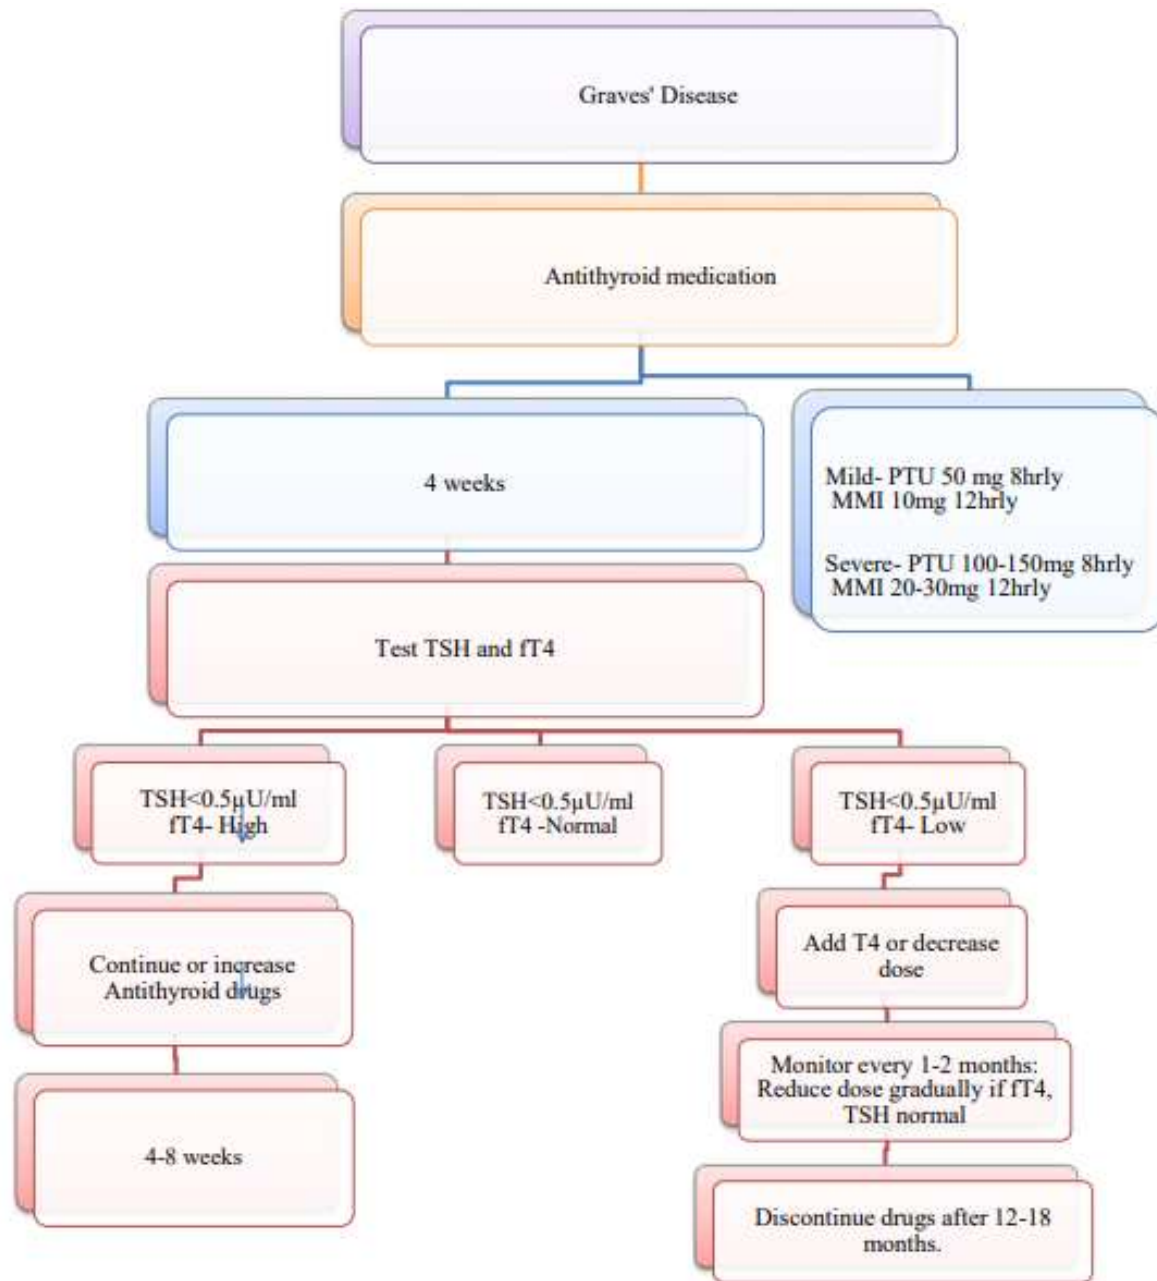 Graves' Disease
Antithyroid medication
4 weeks
Mild- PTU 50 mg 8hrly
MMI 10mg 12hrly
Severe- PTU 100-150mg 8hrly
MMI 20-30mg 12hrly
Test TSH and fT4
TSH<0.5µU/ml
fT4- High
TSH<0.5µU/ml
fT4 -Normal
TSH<0.5µU/ml
fT4- Low
Continue or increase
Antithyroid drugs
4-8 weeks
Add T4 or decrease
dose
Monitor every 1-2 months:
Reduce dose gradually if fT4,
TSH normal
Discontinue drugs after 12-18
months.